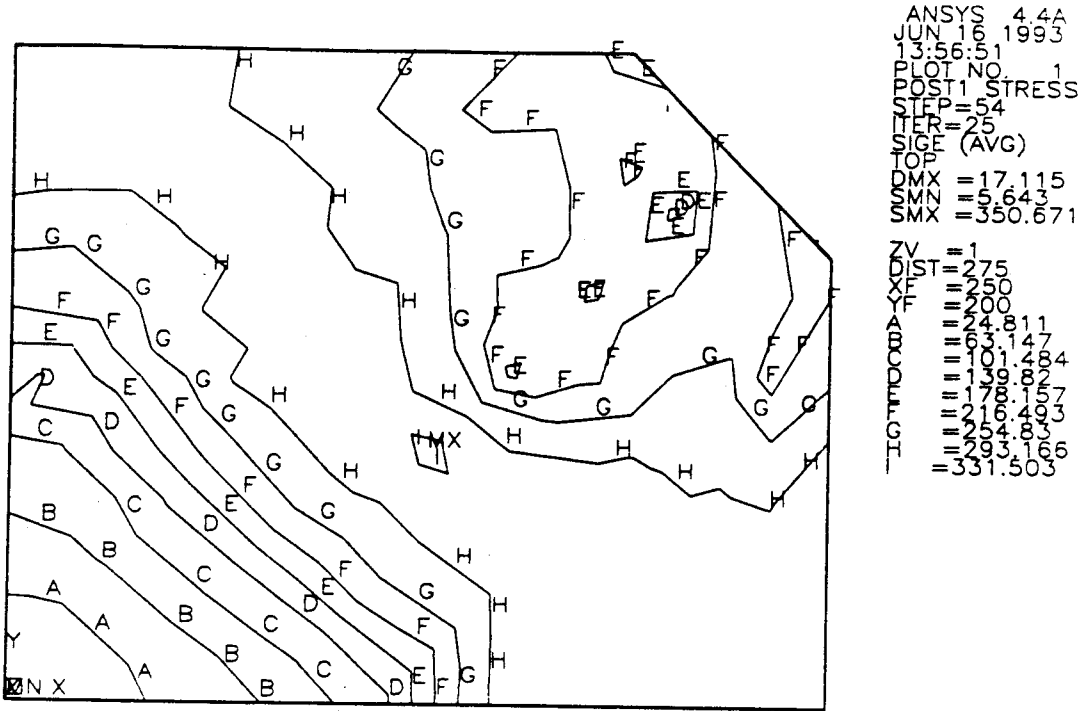 ANSYS 4.4A
JUN 16 1993
13:56:51
PLOT NO. 1
POST1 STRESS
STEP=54
ITER=25
SIGE (AVG)
TOP
DMX =17.115
SMN =5.643
SMX =350.671
ZV =1
DIST=275
XF =250
YF =200
A =24.811
B =63.147
C =101.484
D =139.82
E =178.157
F =216.493
G =254.83
H =293.166
I =331.503
H
G
F
E
E
H
F
F
F
H
G
E
F
H
H
E
E
E
F
F
H
G
F
G
G
H
F
F
G
H
E
E
F
F
F
F
G
F
F
E
G
F
F
G
F
E
F
G
F
D
E
F
G
H
G
G
G
G
H
C
D
G
MX
H
H
H
G
H
F
H
H
B
C
D
E
G
B
C
F
H
A
A
B
D
E
G
H
C
F
Y
A
B
C
E
G
H
N X
B
D
F